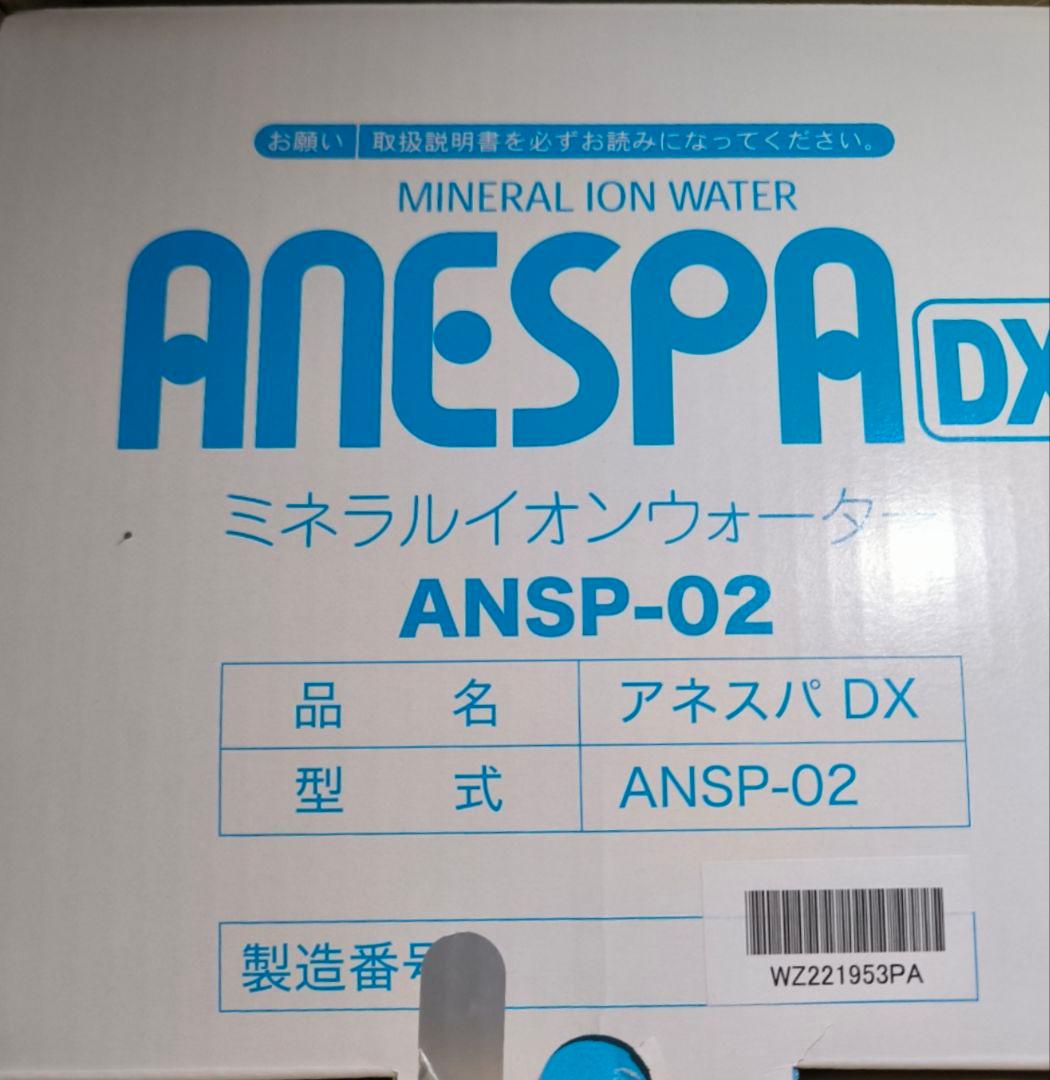 お願い 取扱説明書を必ずお読みになってください。
MINERAL ION WATER
ANESPA DX
ミネラルイオンウォーター
ANSP-02
品名 アネスパ DX
型式 ANSP-02
製造番号
WZ221953PA